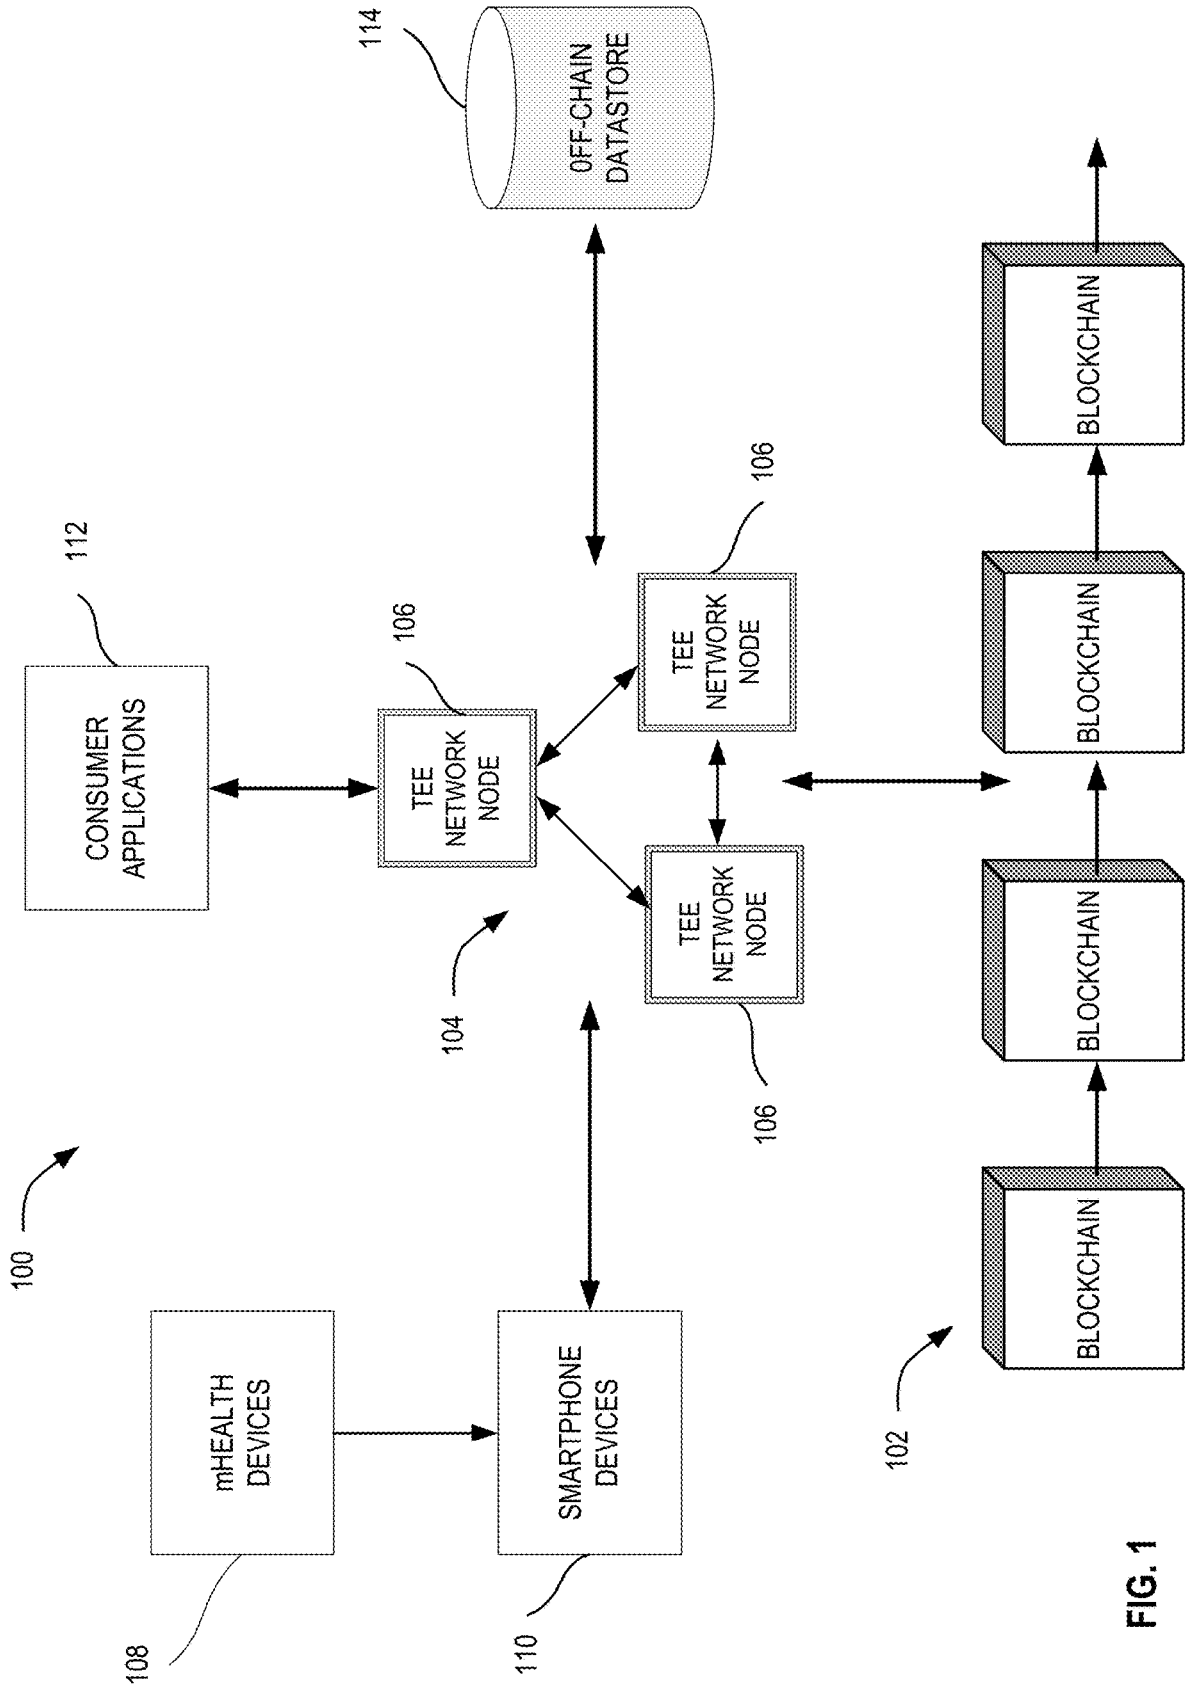 100
112
CONSUMER
APPLICATIONS
108
mHEALTH
DEVICES
114
106
TEE
NETWORK
NODE
104
110
SMARTPHONE
DEVICES
0FF-CHAIN
DATASTORE
TEE
NETWORK
NODE
TEE
NETWORK
NODE
106
106
102
BLOCKCHAIN
BLOCKCHAIN
BLOCKCHAIN
BLOCKCHAIN
FIG. 1